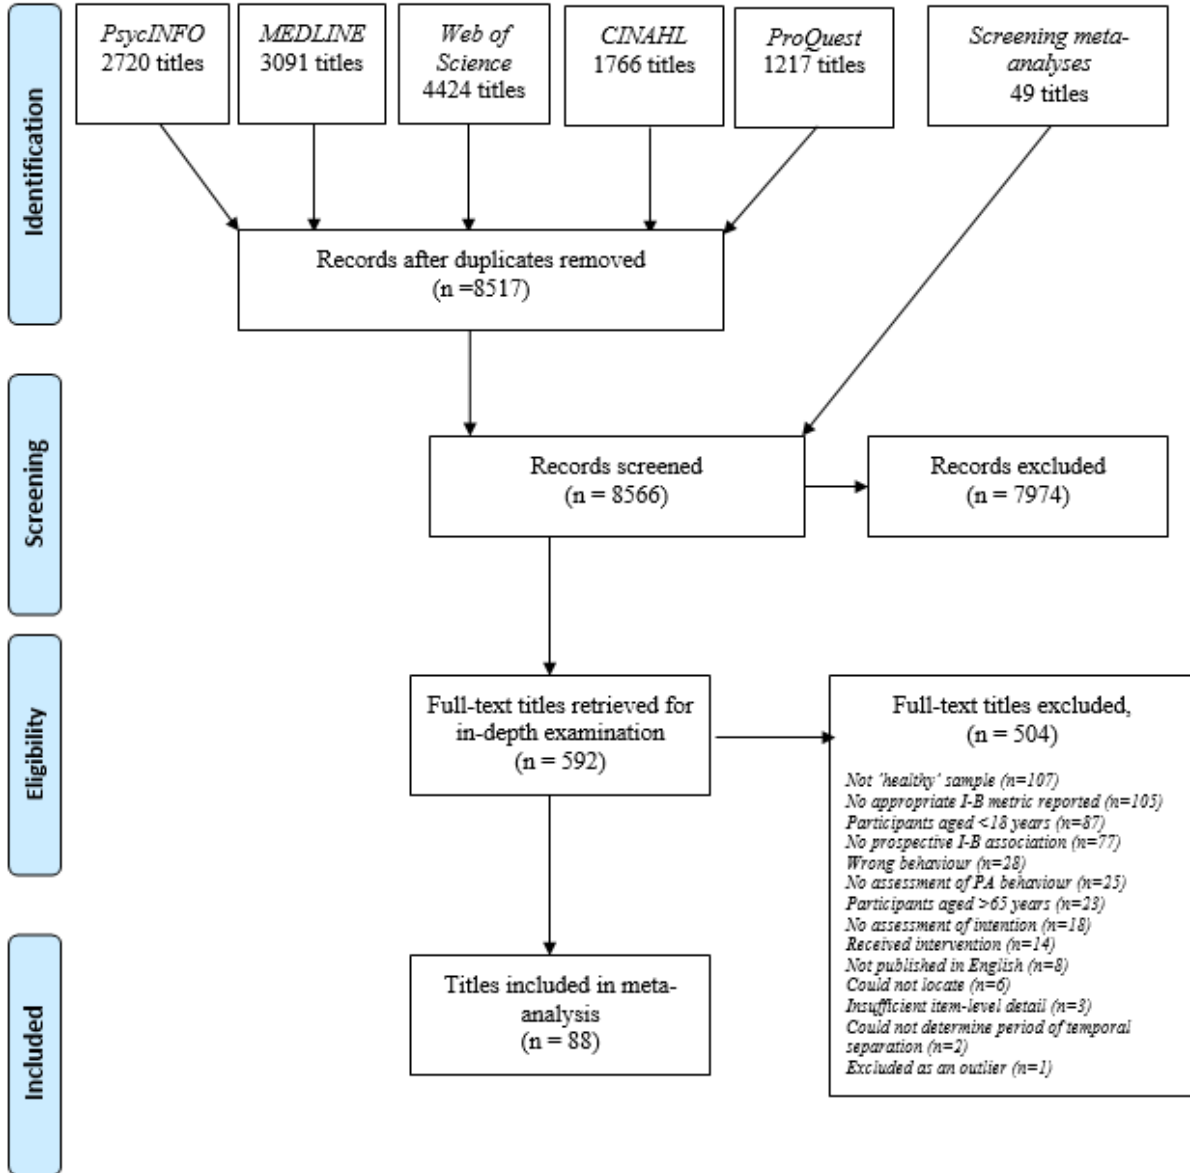 Identification
PsycINFO
2720 titles
MEDLINE
3091 titles
Web of
Science
4424 titles
CINAHL
1766 titles
ProQuest
1217 titles
Screening meta-
analyses
49 titles
Records after duplicates removed
(n =8517)
Screening
Records screened
(n = 8566)
Records excluded
(n = 7974)
Eligibility
Full-text titles retrieved for
in-depth examination
(n = 592)
Full-text titles excluded,
(n = 504)
Not 'healthy' sample (n=107)
No appropriate I-B metric reported (n=105)
Participants aged <18 years (n=87)
No prospective I-B association (n=77)
Wrong behaviour (n=28)
No assessment of PA behaviour (n=25)
Participants aged >65 years (n=23)
No assessment of intention (n=18)
Received intervention (n=14)
Not published in English (n=8)
Could not locate (n=6)
Insufficient item-level detail (n=3)
Could not determine period of temporal
separation (n=2)
Excluded as an outlier (n=1)
Included
Titles included in meta-
analysis
(n = 88)